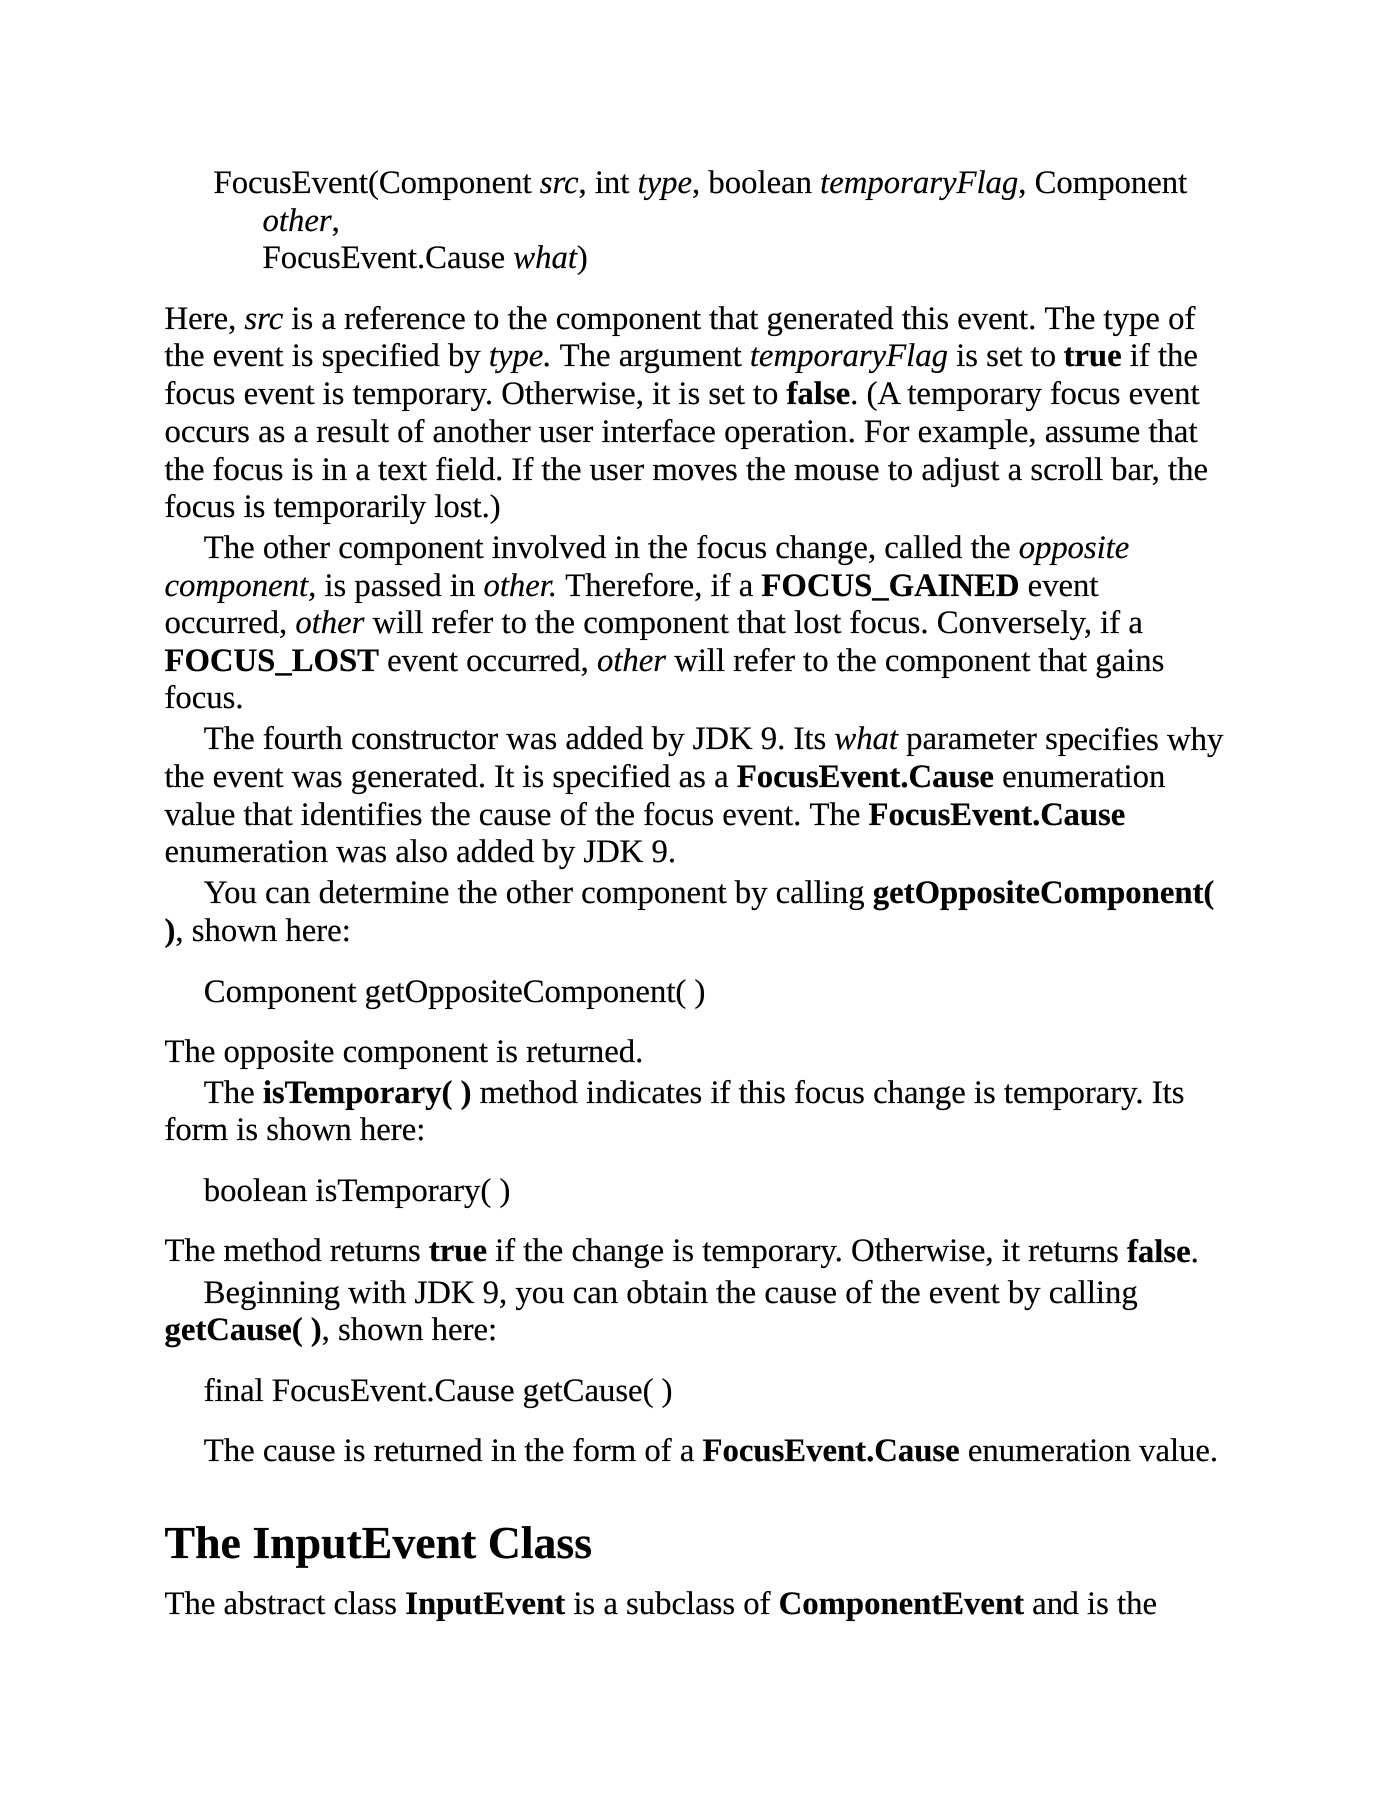 FocusEvent(Component src, int type, boolean temporaryFlag, Component
other,
FocusEvent.Cause what)
Here, src is a reference to the component that generated this event. The type of
the event is specified by type. The argument temporaryFlag is set to true if the
focus event is temporary. Otherwise, it is set to false. (A temporary focus event
occurs as a result of another user interface operation. For example, assume that
the focus is in a text field. If the user moves the mouse to adjust a scroll bar, the
focus is temporarily lost.)
The other component involved in the focus change, called the opposite
component, is passed in other. Therefore, if a FOCUS_GAINED event
occurred, other will refer to the component that lost focus. Conversely, if a
FOCUS_LOST event occurred, other will refer to the component that gains
focus.
The fourth constructor was added by JDK 9. Its what parameter specifies why
the event was generated. It is specified as a FocusEvent.Cause enumeration
value that identifies the cause of the focus event. The FocusEvent.Cause
enumeration was also added by JDK 9.
You can determine the other component by calling getOppositeComponent(
), shown here:
Component getOppositeComponent( )
The opposite component is returned.
The isTemporary( ) method indicates if this focus change is temporary. Its
form is shown here:
boolean isTemporary( )
The method returns true if the change is temporary. Otherwise, it returns false.
Beginning with JDK 9, you can obtain the cause of the event by calling
getCause( ), shown here:
final FocusEvent.Cause getCause( )
The cause is returned in the form of a FocusEvent.Cause enumeration value.
The InputEvent Class
The abstract class InputEvent is a subclass of ComponentEvent and is the